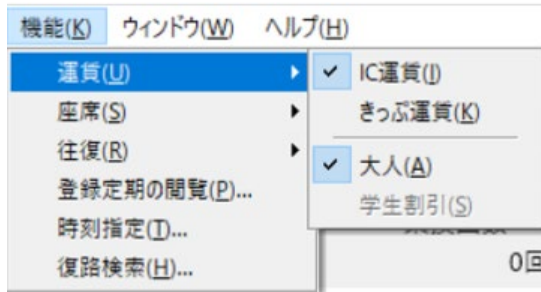 機能(K) ウィンドウ(W) ヘルプ(H)
運賃(U)
座席(S)
往復(R)
登録定期の閲覧(P)...
時刻指定(T)...
復路検索(H)...
IC運賃(I)
きっぷ運賃(K)
大人(A)
学生割引(S)
0回